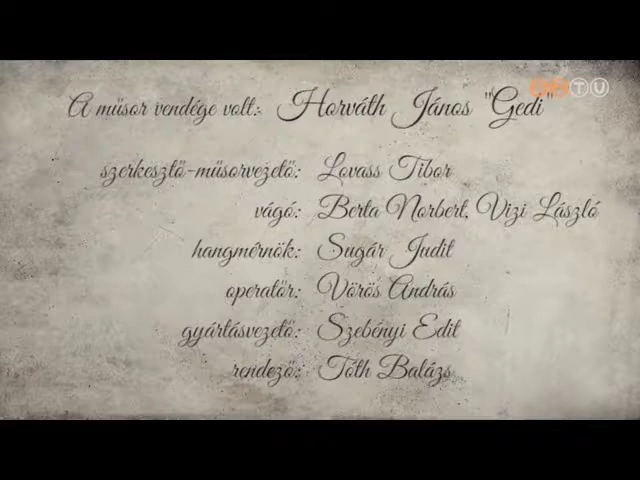 A műsor vendége volt: Horváth János "Gedi"
szerkesztő-műsorvezető: Lovass Tibor
vágó: Berta Norbert, Vizi László
hangmérnök: Sugár Judit
operatőr: Vörös András
gyártásvezető: Szebényi Edit
rendező: Tóth Balázs